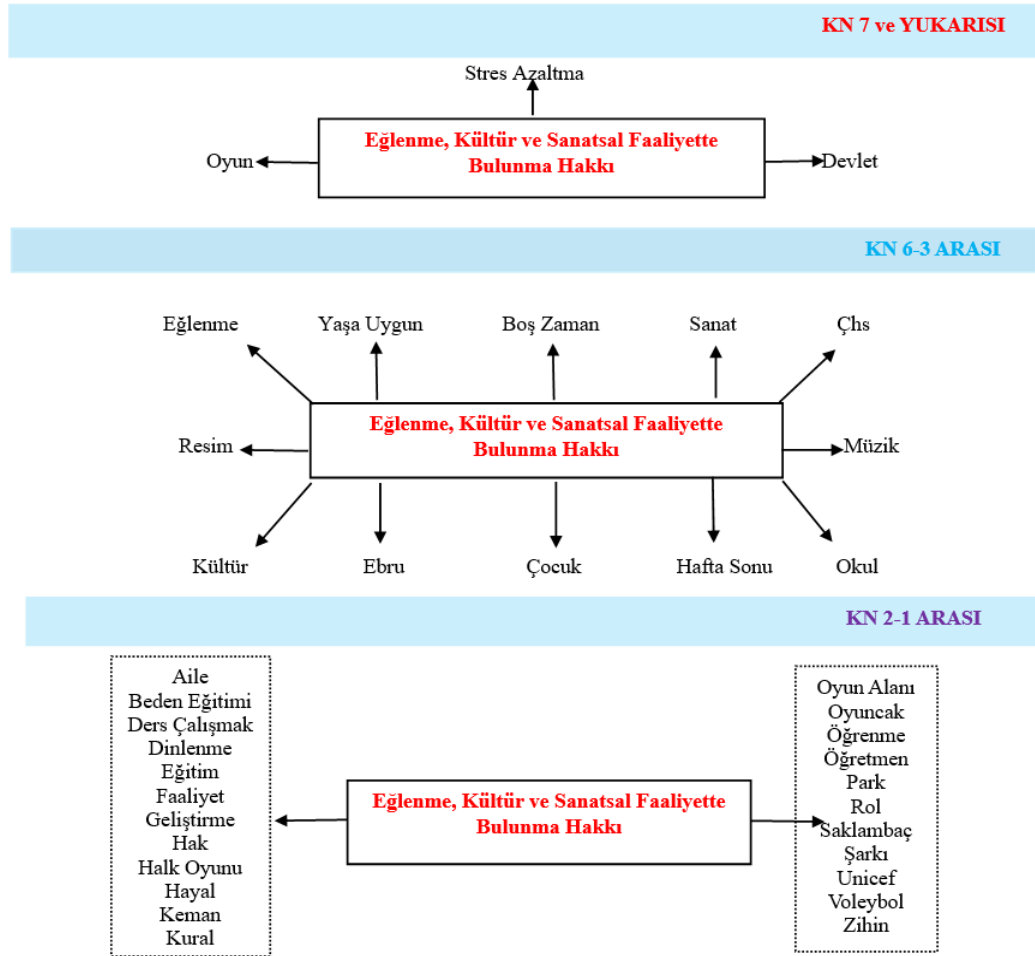 KN 7 ve YUKARISI
Stres Azaltma
Eğlenme, Kültür ve Sanatsal Faaliyette
Bulunma Hakkı
Oyun
Devlet
KN 6-3 ARASI
Eğlenme
Yaşa Uygun
Boş Zaman
Sanat
Çhs
Eğlenme, Kültür ve Sanatsal Faaliyette
Bulunma Hakkı
Resim
Müzik
Kültür
Ebru
Çocuk
Hafta Sonu
Okul
KN 2-1 ARASI
Aile
Beden Eğitimi
Ders Çalışmak
Dinlenme
Eğitim
Faaliyet
Geliştirme
Hak
Halk Oyunu
Hayal
Keman
Kural
Eğlenme, Kültür ve Sanatsal Faaliyette
Bulunma Hakkı
Oyun Alanı
Oyuncak
Öğrenme
Öğretmen
Park
Rol
Saklambaç
Şarkı
Unicef
Voleybol
Zihin